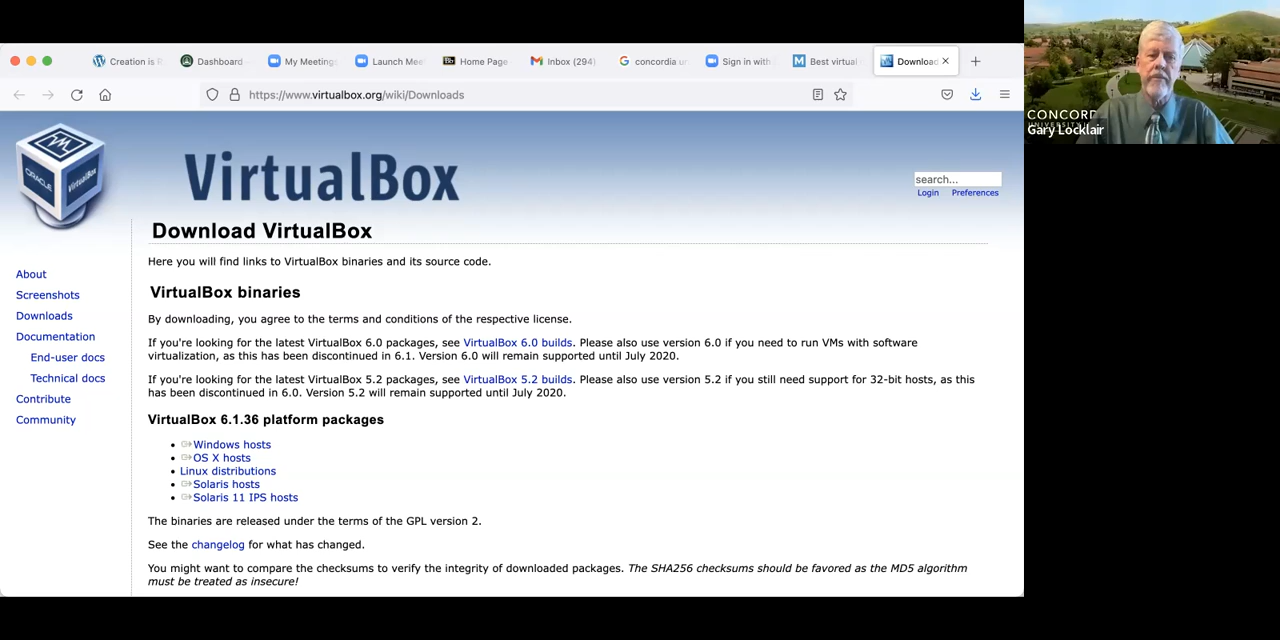 Creation is
Dashboard
My Meetings
Launch Mee
Bb Home Page
Inbox (294)
concordia u
Sign in with
Best virtual
Downloa
https://www.virtualbox.org/wiki/Downloads
CONCORD
Gary Locklair
ORACLE
VirtualBox
VirtualBox
search...
Login Preferences
Download VirtualBox
Here you will find links to VirtualBox binaries and its source code.
About
Screenshots
Downloads
Documentation
End-user docs
Technical docs
Contribute
Community
VirtualBox binaries
By downloading, you agree to the terms and conditions of the respective license.
If you're looking for the latest VirtualBox 6.0 packages, see VirtualBox 6.0 builds. Please also use version 6.0 if you need to run VMs with software
virtualization, as this has been discontinued in 6.1. Version 6.0 will remain supported until July 2020.
If you're looking for the latest VirtualBox 5.2 packages, see VirtualBox 5.2 builds. Please also use version 5.2 if you still need support for 32-bit hosts, as this
has been discontinued in 6.0. Version 5.2 will remain supported until July 2020.
VirtualBox 6.1.36 platform packages
Windows hosts
OS X hosts
Linux distributions
Solaris hosts
Solaris 11 IPS hosts
The binaries are released under the terms of the GPL version 2.
See the changelog for what has changed.
You might want to compare the checksums to verify the integrity of downloaded packages. The SHA256 checksums should be favored as the MD5 algorithm
must be treated as insecure!